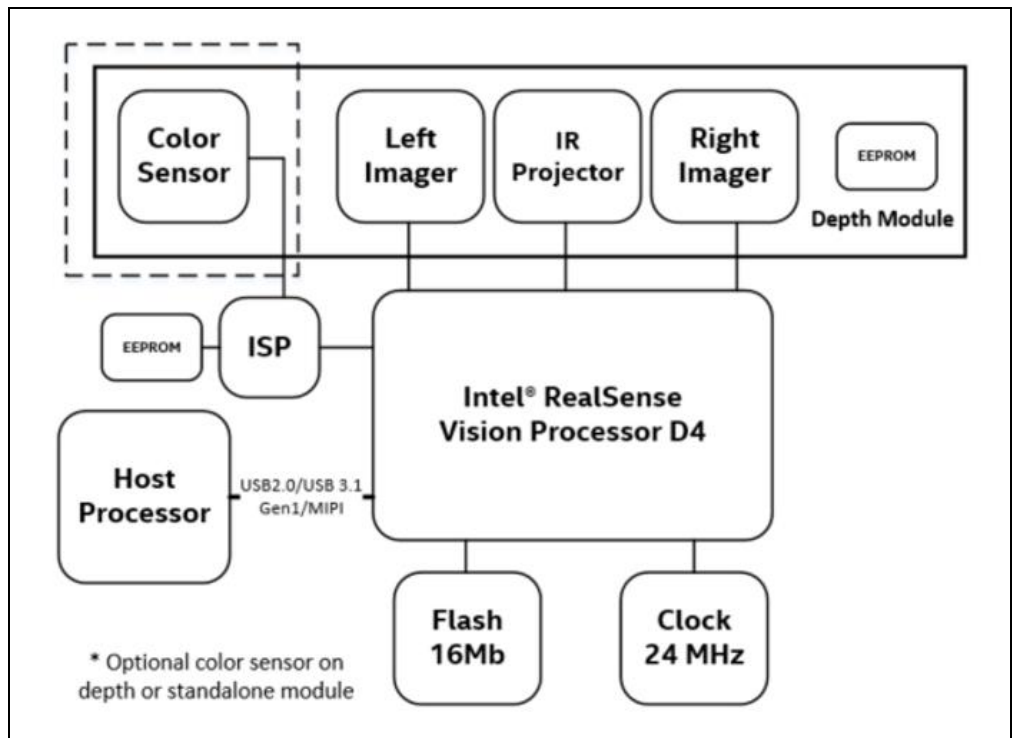 Color
Sensor
Left
Imager
IR
Projector
Right
Imager
EEPROM
Depth Module
EEPROM
ISP
Intel® RealSense
Vision Processor D4
Host
Processor
USB2.0/USB 3.1
Gen1/MIPI
Flash
16Mb
Clock
24 MHz
* Optional color sensor on
depth or standalone module